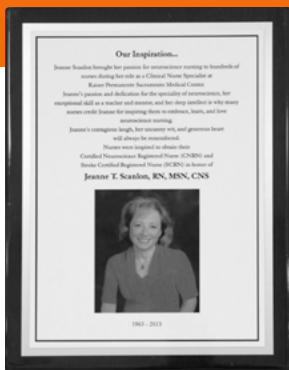 Our Inspiration...
Jeanne Scanlon brought her passion for neuroscience nursing to hundreds of
nurses during her role as a Clinical Nurse Specialist at
Kaiser Permanente Sacramento Medical Center.
Jeanne's passion and dedication for the speciality of neuroscience, her
exceptional skill as a teacher and mentor, and her deep intellect is why many
nurses credit Jeanne for inspiring them to embrace, learn, and love
neuroscience nursing.
Jeanne's contagious laugh, her uncanny wit, and generous heart
will always be remembered.
Nurses were inspired to obtain their
Certified Neuroscience Registered Nurse (CNRN) and
Stroke Certified Registered Nurse (SCRN) in honor of
Jeanne T. Scanlon, RN, MSN, CNS
1963 - 2013